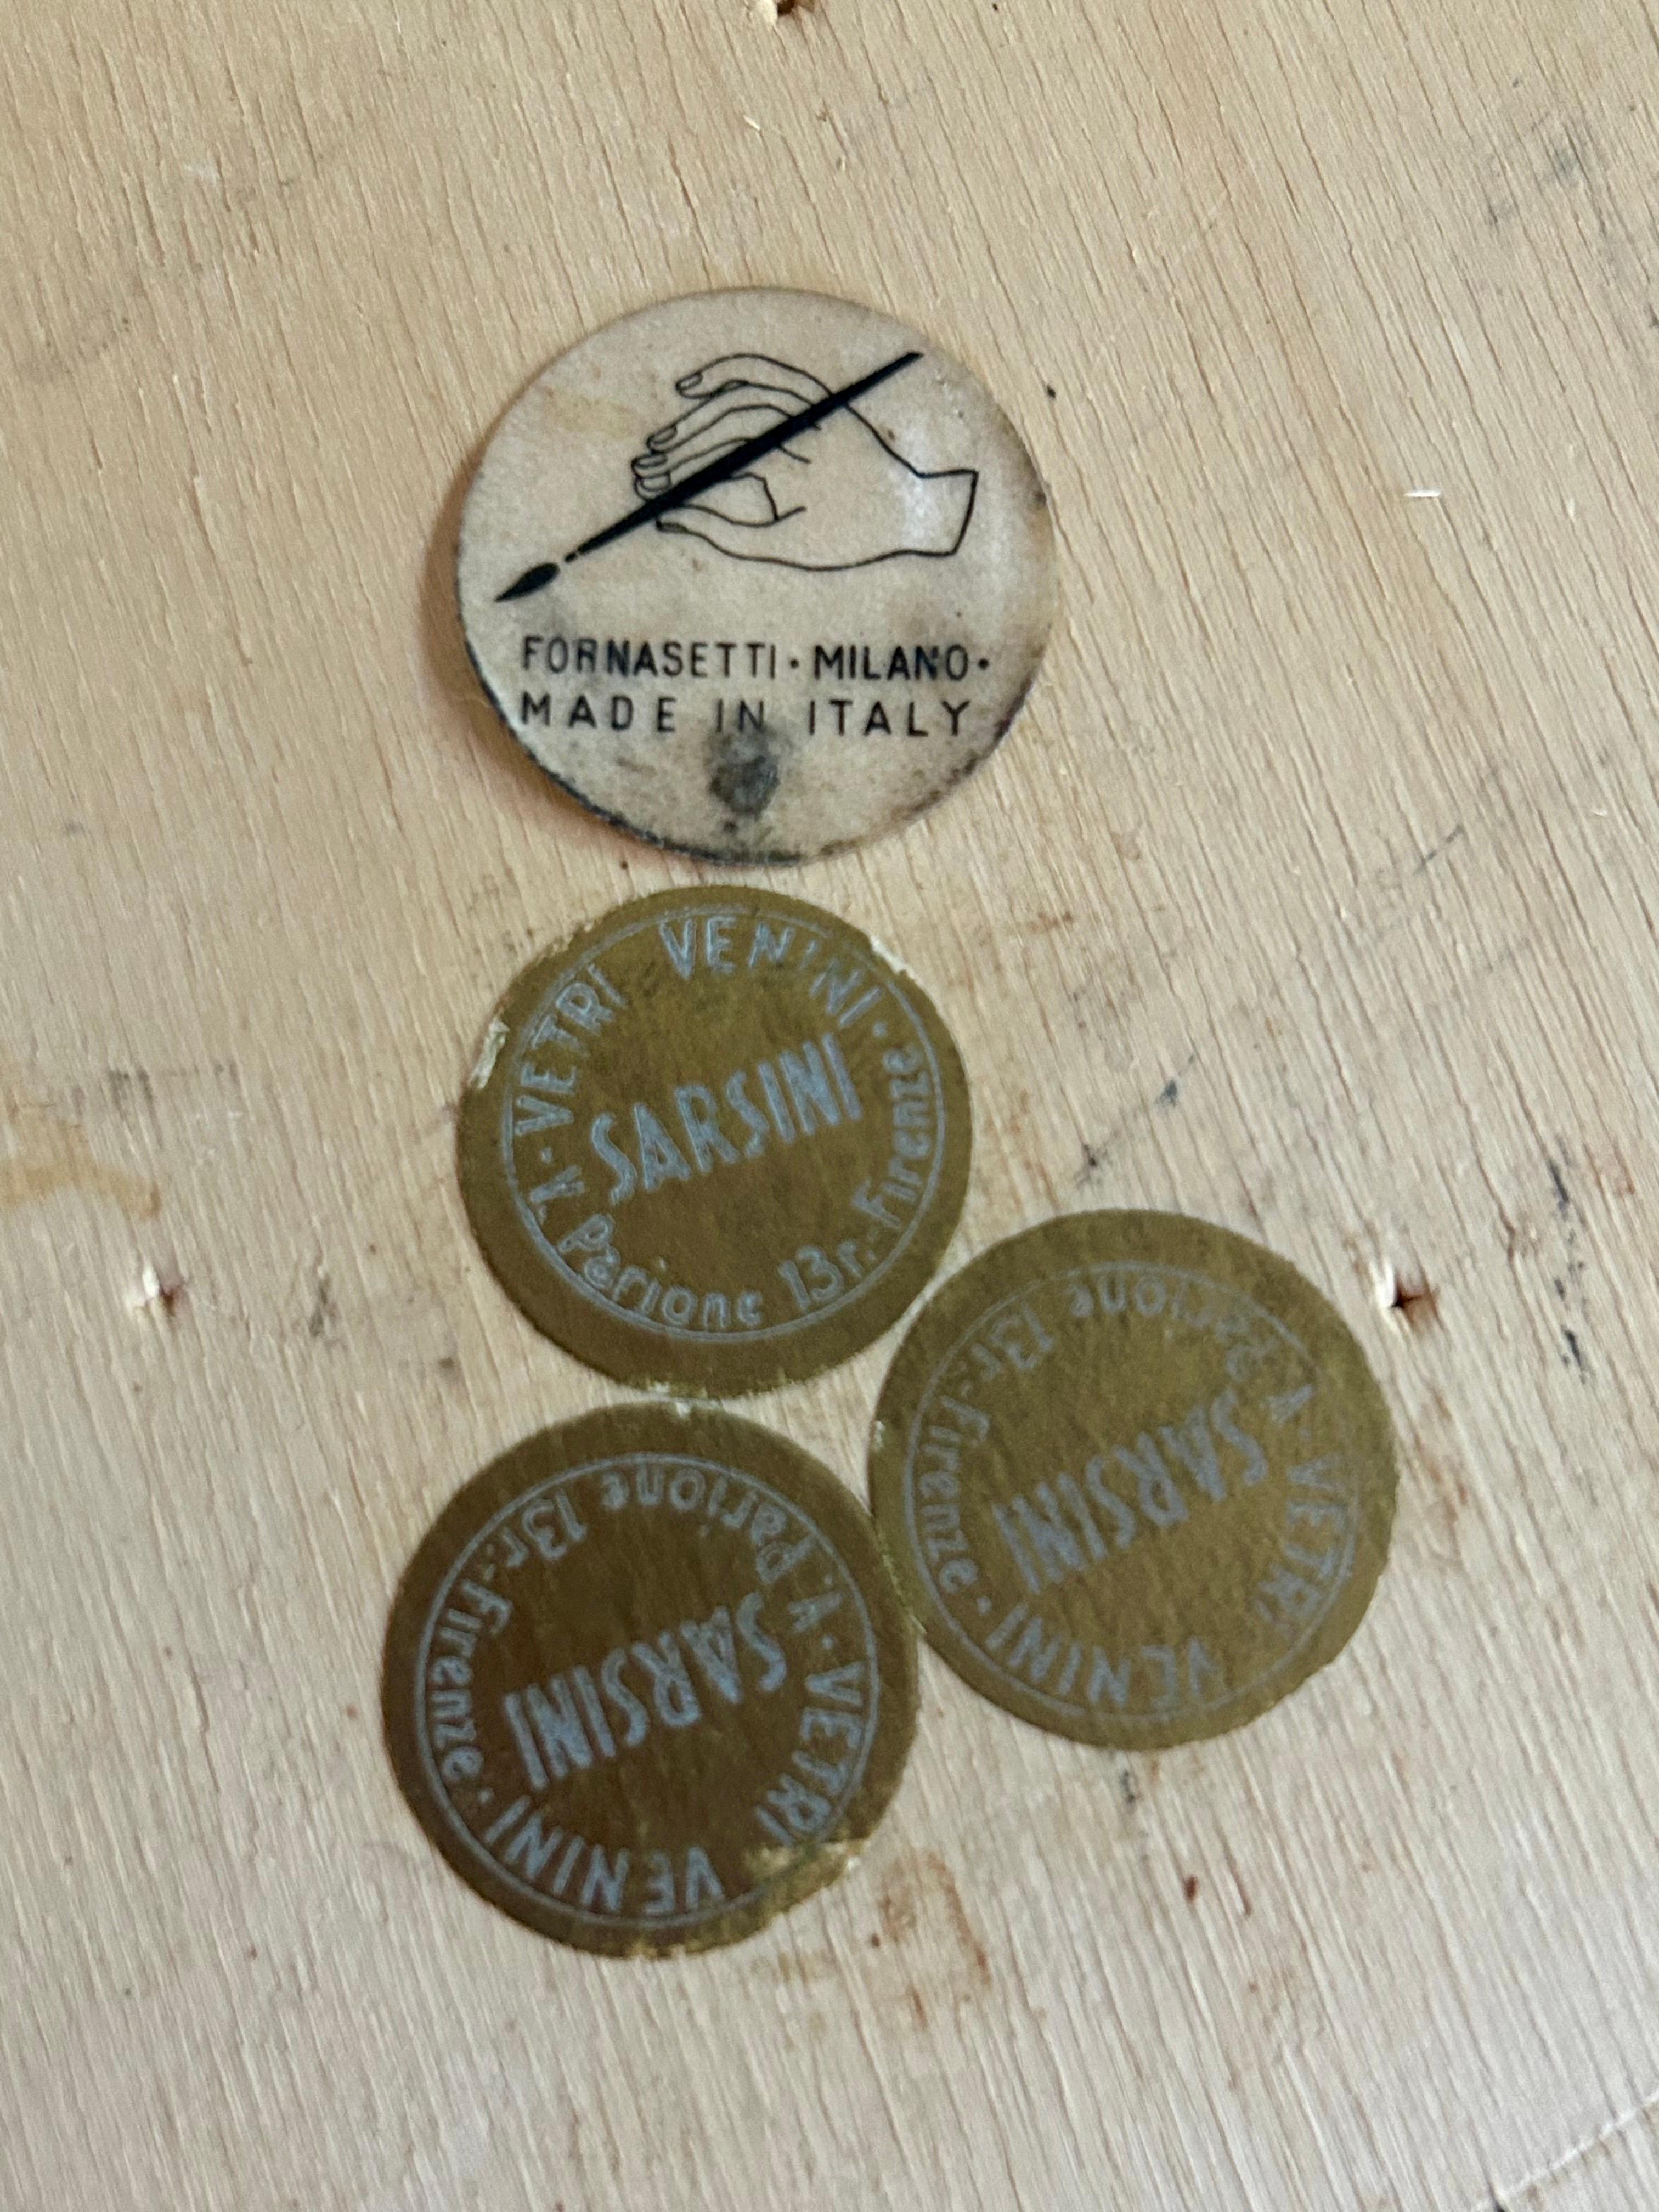 FORNASETTI · MILANO ·
MADE IN ITALY
· VETRI VENINI ·
SARSINI
V. Parione 13r.-Firenze
· VETRI VENINI ·
SARSINI
V. Parione 13r.-Firenze
· VETRI VENINI ·
SARSINI
V. Parione 13r.-Firenze